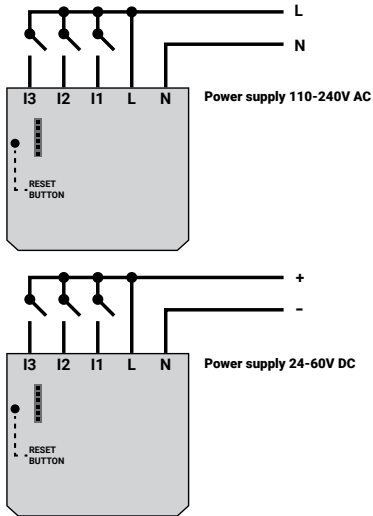 L
N
I3 I2 I1 L N
Power supply 110-240V AC
RESET
BUTTON
+
–
I3 I2 I1 L N
Power supply 24-60V DC
RESET
BUTTON